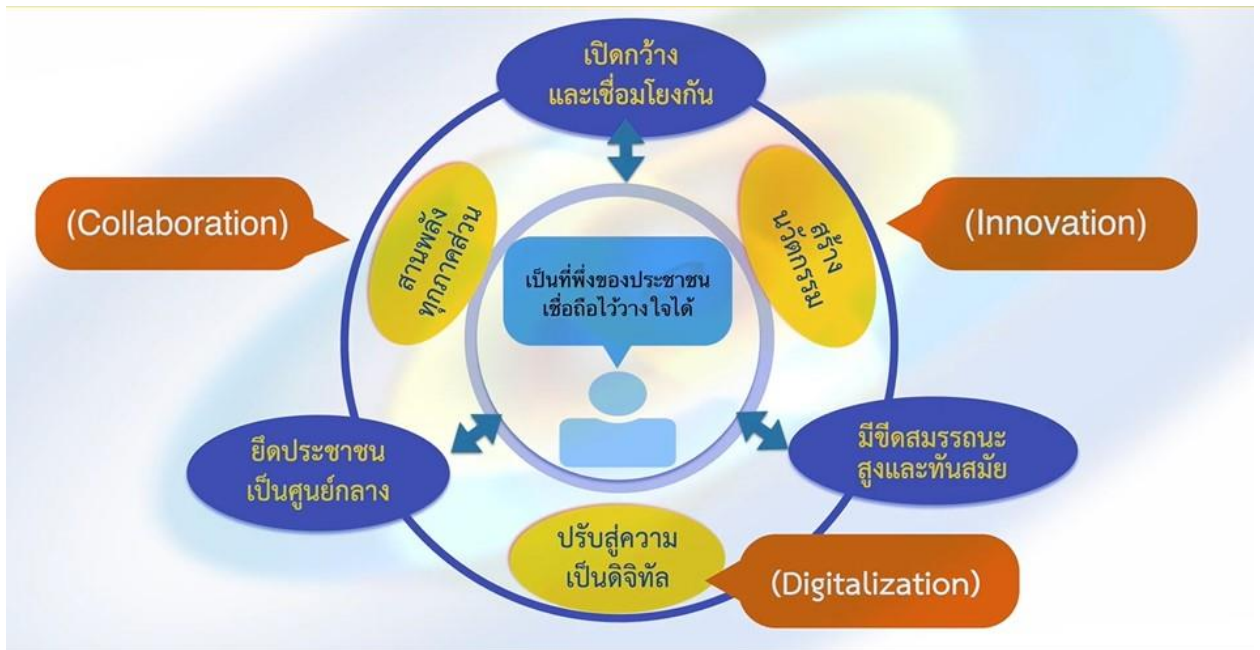 เปิดกว้าง
และเชื่อมโยงกัน
(Collaboration)
สานพลัง
ทุกภาคส่วน
สร้าง
นวัตกรรม
(Innovation)
เป็นที่พึ่งของประชาชน
เชื่อถือไว้วางใจได้
ยึดประชาชน
เป็นศูนย์กลาง
มีขีดสมรรถนะ
สูงและทันสมัย
ปรับสู่ความ
เป็นดิจิทัล
(Digitalization)